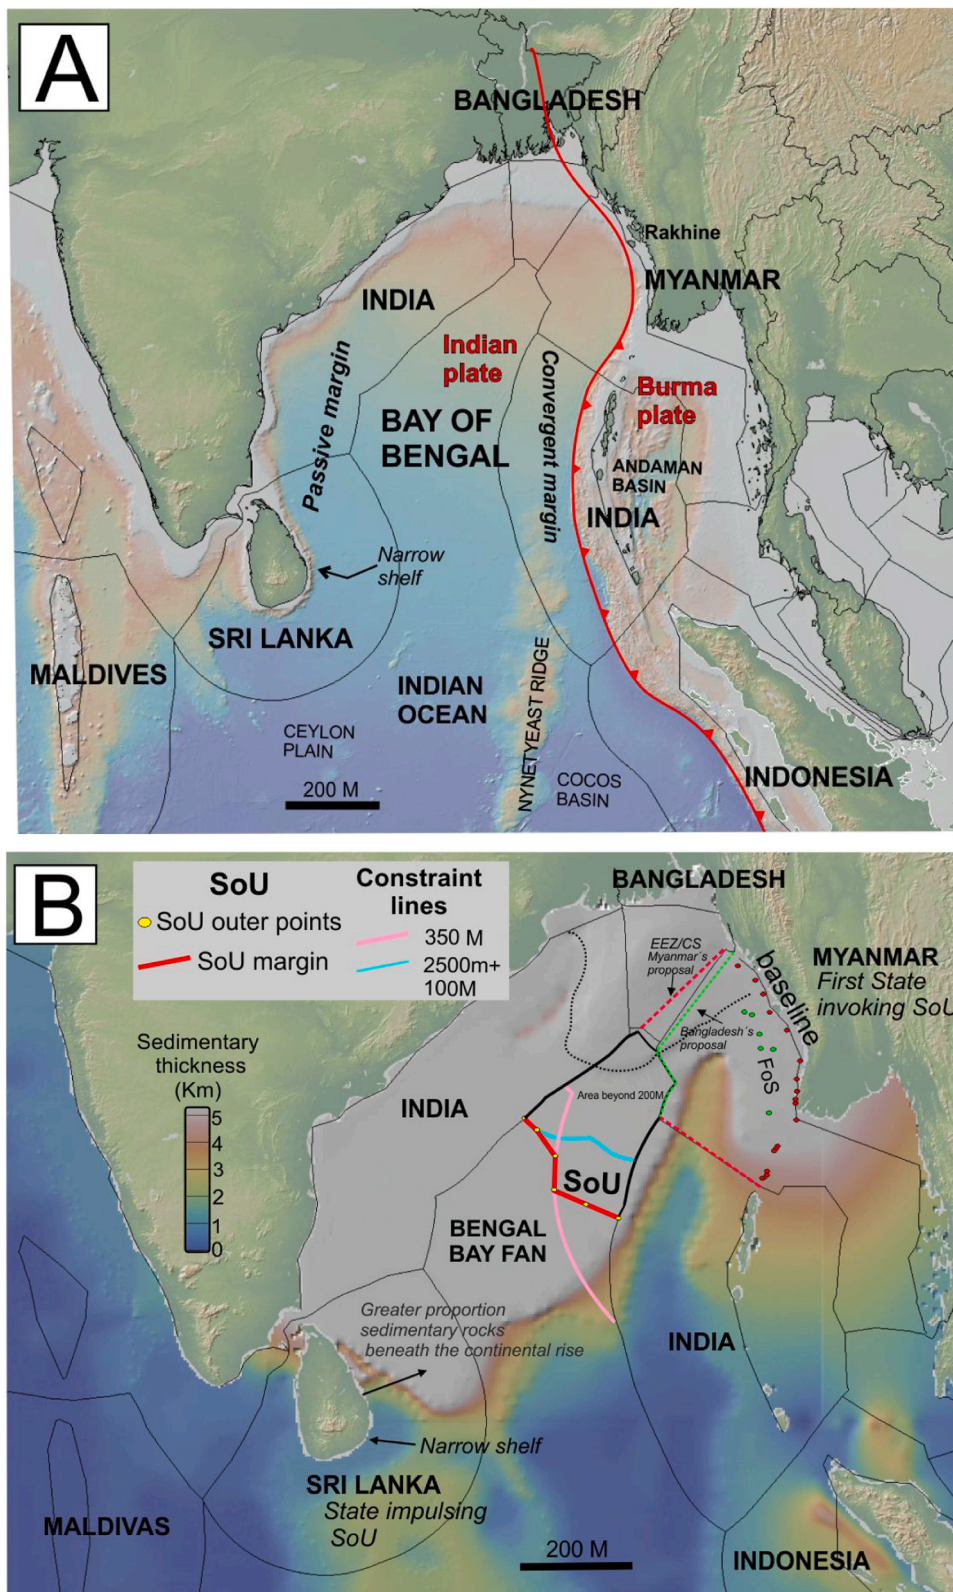 A
BANGLADESH
Rakhine
MYANMAR
INDIA
Indian
plate
Burma
plate
Passive margin
Convergent margin
BAY OF
BENGAL
ANDAMAN
BASIN
INDIA
Narrow
shelf
SRI LANKA
MALDIVES
INDIAN
OCEAN
NYNETYEAST RIDGE
CEYLON
PLAIN
COCOS
BASIN
200 M
INDONESIA
B
SoU
SoU outer points
SoU margin
Constraint
lines
350 M
2500m+
100M
BANGLADESH
EEZ/CS
Myanmar´s
proposal
baseline
MYANMAR
First State
invoking SoU
Bangladesh´s
proposal
Sedimentary
thickness
(Km)
5
4
3
2
1
0
FoS
INDIA
Area beyond 200M
SoU
BENGAL
BAY FAN
Greater proportion
sedimentary rocks
beneath the continental rise
INDIA
Narrow shelf
SRI LANKA
State impulsing
SoU
MALDIVAS
200 M
INDONESIA